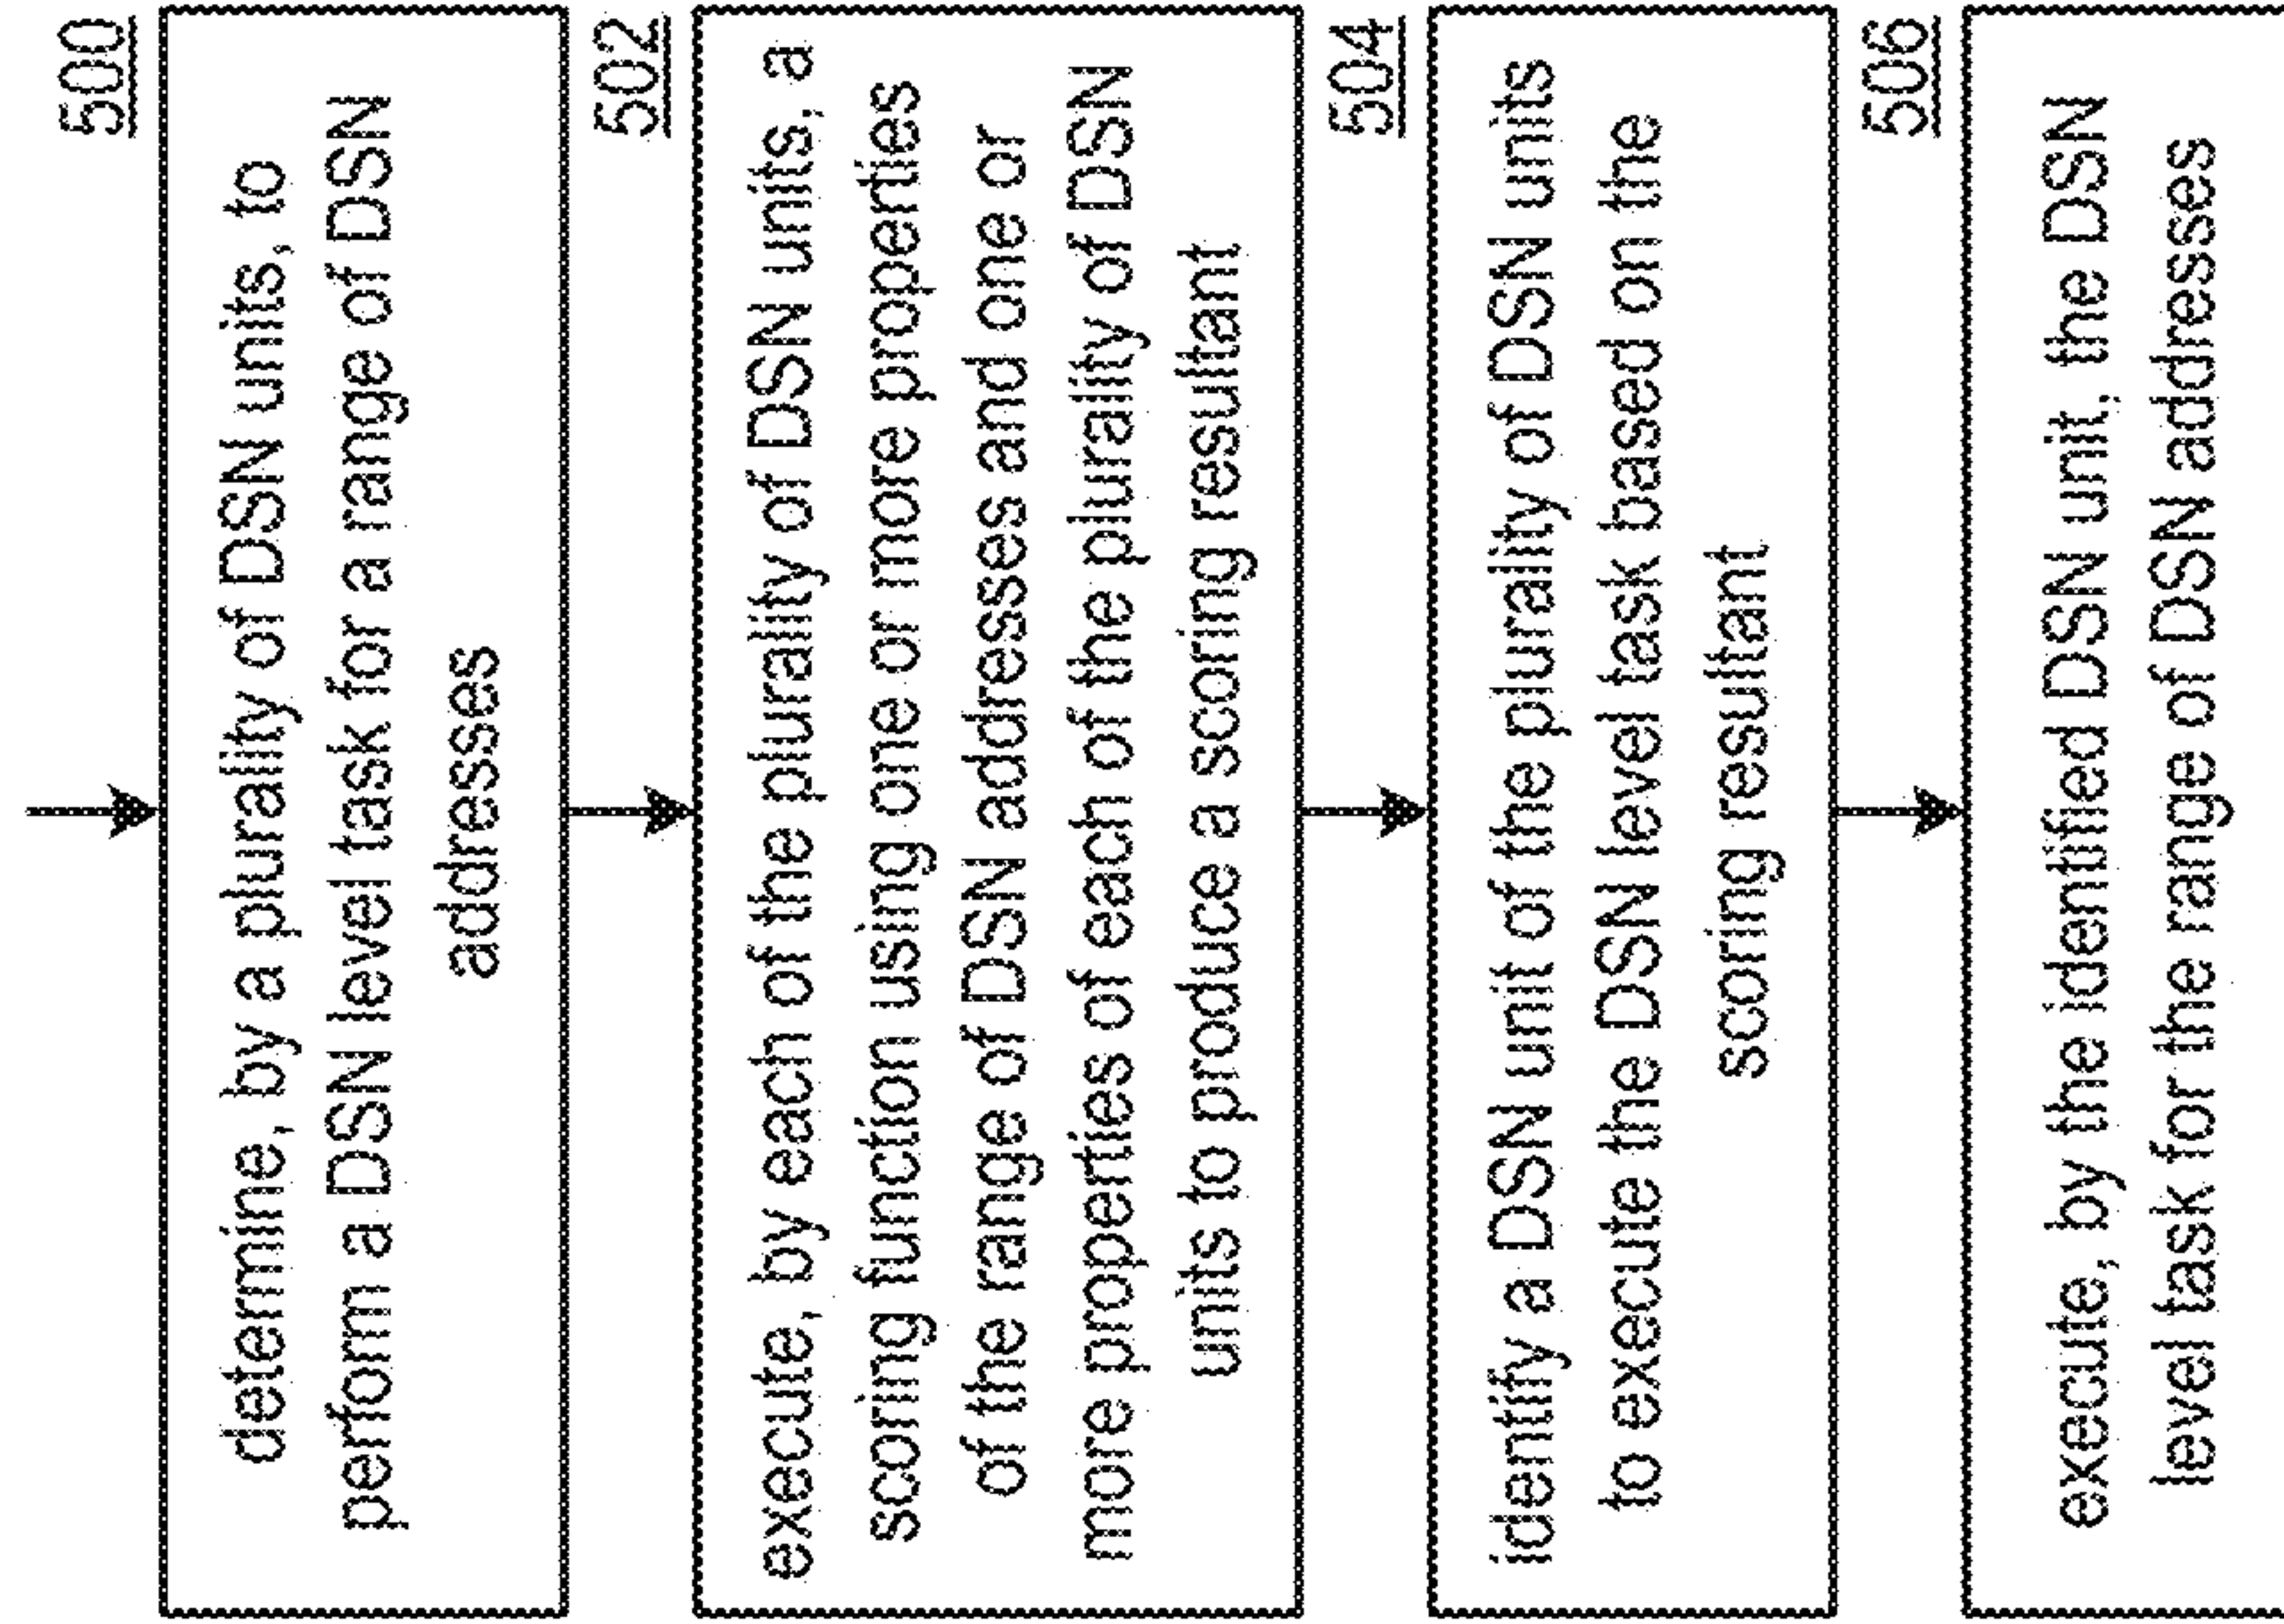 500
determine, by a plurality of DSN units, to
perform a DSN level task for a range of DSN
addresses
502
execute, by each of the plurality of DSN units, a
scoring function using one or more properties
of the range of DSN addresses and one or
more properties of each of the plurality of DSN
units to produce a scoring resultant
504
identify a DSN unit of the plurality of DSN units
to execute the DSN level task based on the
scoring resultant
506
execute, by the identified DSN unit, the DSN
level task for the range of DSN addresses